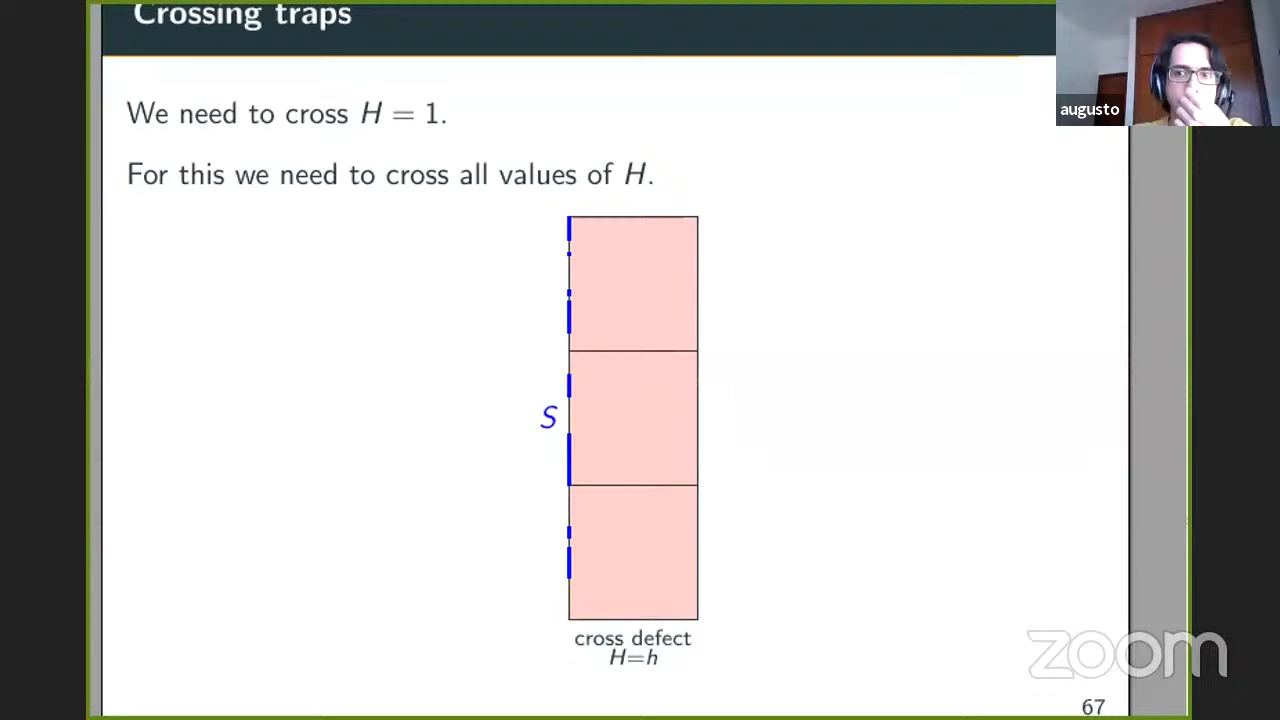 Crossing traps
augusto
We need to cross H = 1.
For this we need to cross all values of H.
S
cross defect
H=h
zoom
67